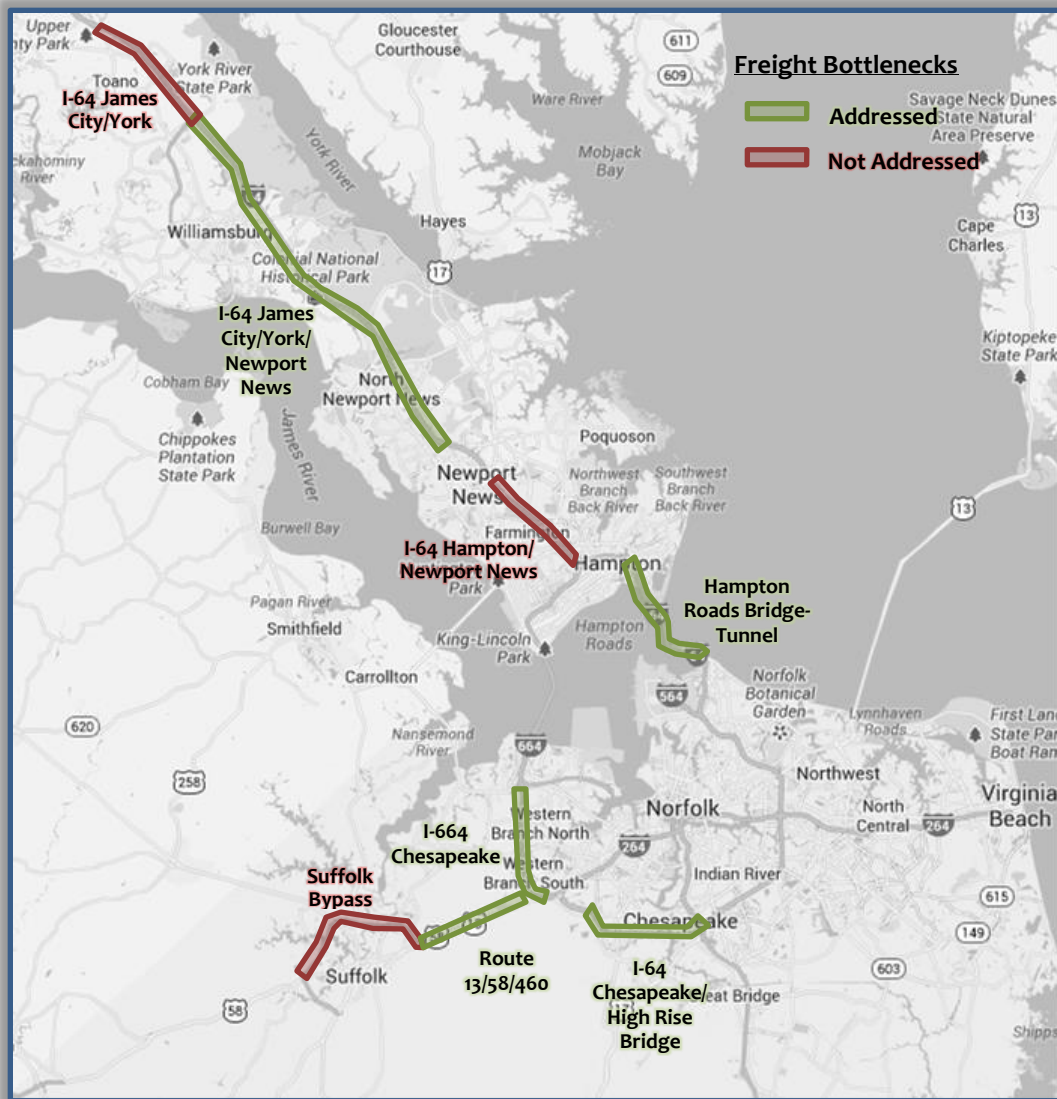 Upper
nty Park
Toano
York River
State Park
I-64 James
City/York
ckahominy
River
York River
Gloucester
Courthouse
611
609
Ware River
Mobjack
Bay
Freight Bottlenecks
Addressed
Not Addressed
Savage Neck Dunes
State Natural
Area Preserve
13
Cape
Charles
Hayes
17
Williamsburg
Colonial National
Historical Park
I-64 James
City/York/
Newport
News
Kiptopeke
State Park
Cobham Bay
North
Newport News
Chippokes
Plantation
State Park
James River
Poquoson
Newport
News
Northwest
Branch
Back River
Southwest
Branch
Back River
13
Burwell Bay
Farmington
I-64 Hampton/
Newport News
Park
Hampton
Hampton
Roads Bridge-
Tunnel
Pagan River
Smithfield
King-Lincoln
Park
Hampton
Roads
Carrollton
564
Norfolk
Botanical
Garden
Lynnhaven
Roads
First Lan
State Par
Boat Ram
620
Nansemond
River
664
258
Northwest
Virginia
Beach
Norfolk
North
Central
264
264
Western
Branch North
I-664
Chesapeake
Western
Branch South
Indian River
Suffolk
Bypass
615
Chesapeake
149
Suffolk
Route
13/58/460
I-64
Chesapeake/
High Rise
Bridge
eat Bridge
603
58
Shipps